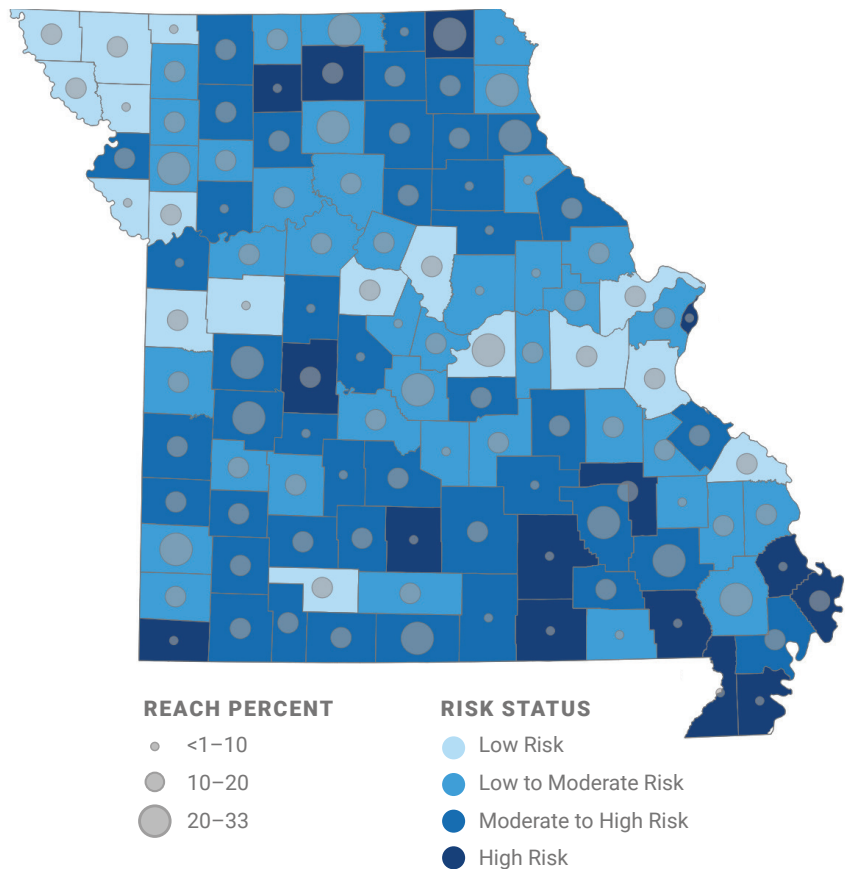 REACH PERCENT
<1–10
10–20
20–33
RISK STATUS
Low Risk
Low to Moderate Risk
Moderate to High Risk
High Risk